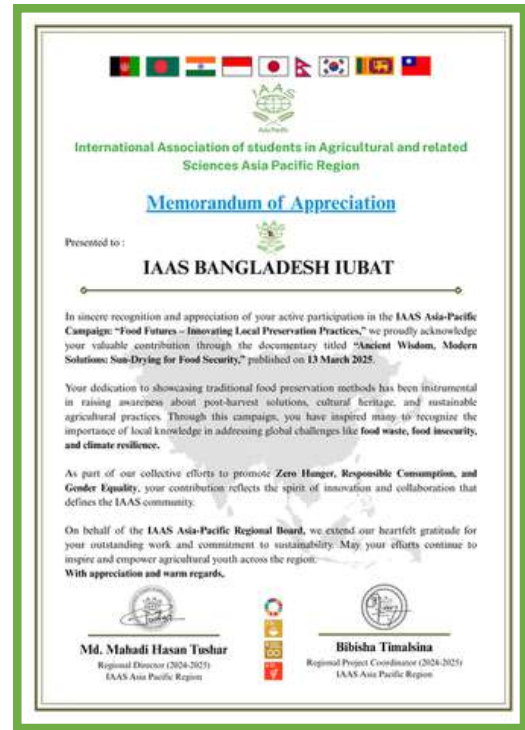 IAAS
Asia Pacific
International Association of students in Agricultural and related
Sciences Asia Pacific Region
Memorandum of Appreciation
Presented to :
IAAS BANGLADESH IUBAT
In sincere recognition and appreciation of your active participation in the IAAS Asia-Pacific
Campaign: “Food Futures – Innovating Local Preservation Practices,” we proudly acknowledge
your valuable contribution through the documentary titled “Ancient Wisdom, Modern
Solutions: Sun-Drying for Food Security,” published on 13 March 2025.
Your dedication to showcasing traditional food preservation methods has been instrumental
in raising awareness about post-harvest solutions, cultural heritage, and sustainable
agricultural practices. Through this campaign, you have inspired many to recognize the
importance of local knowledge in addressing global challenges like food waste, food insecurity,
and climate resilience.
As part of our collective efforts to promote Zero Hunger, Responsible Consumption, and
Gender Equality, your contribution reflects the spirit of innovation and collaboration that
defines the IAAS community.
On behalf of the IAAS Asia-Pacific Regional Board, we extend our heartfelt gratitude for
your outstanding work and commitment to sustainability. May your efforts continue to
inspire and empower agricultural youth across the region.
With appreciation and warm regards,
Md. Mahadi Hasan Tushar
Regional Director (2024-2025)
IAAS Asia Pacific Region
Bibisha Timalsina
Regional Project Coordinator (2024-2025)
IAAS Asia Pacific Region